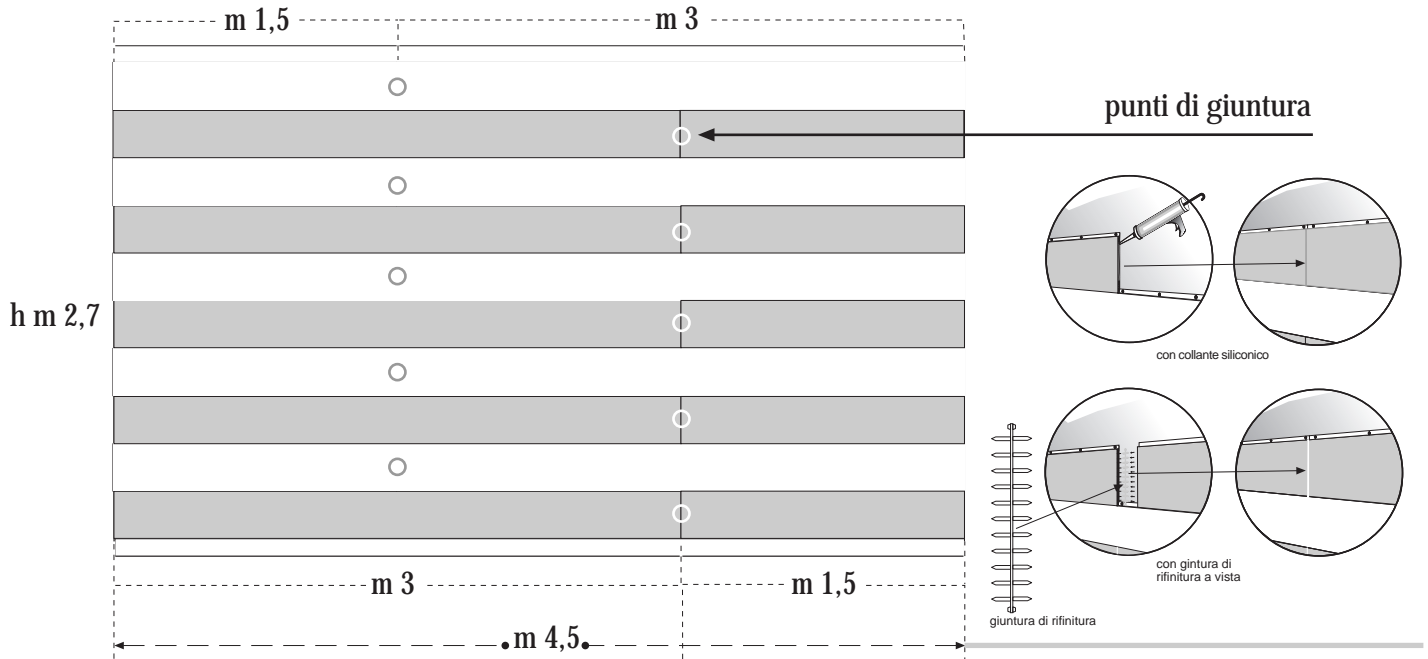 m 1,5
m 3
punti di giuntura
h m 2,7
con collante siliconico
con gintura di
rifinitura a vista
giuntura di rifinitura
m 3
m 1,5
m 4,5